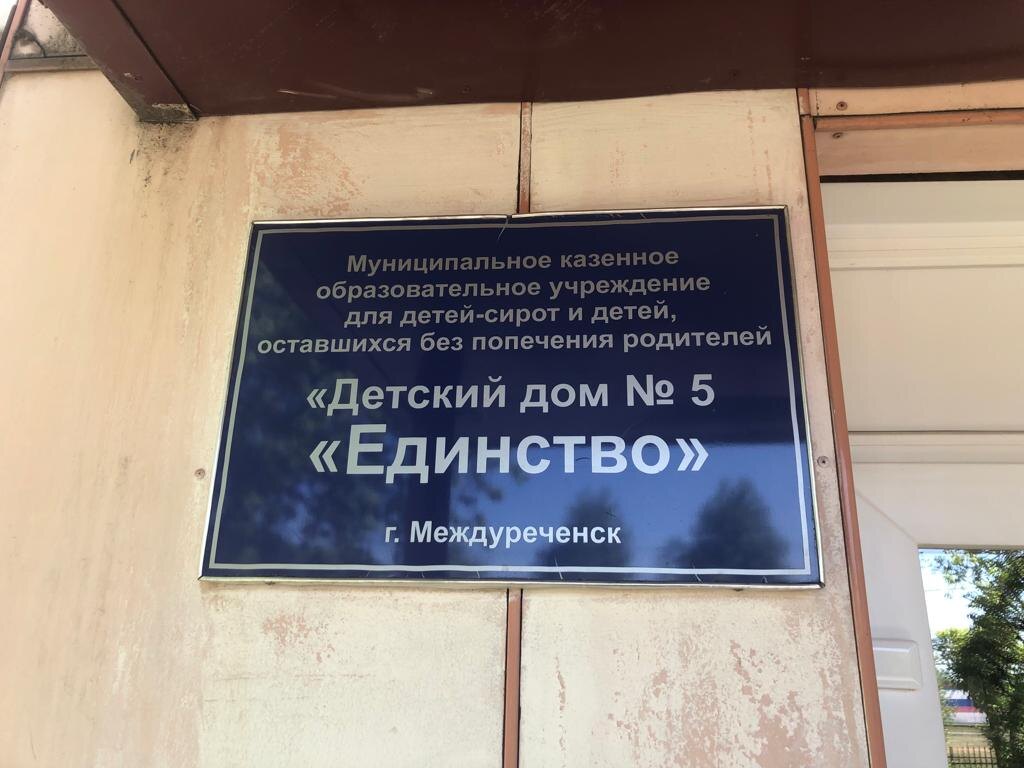 Муниципальное казенное
образовательное учреждение
для детей-сирот и детей,
оставшихся без попечения родителей
«Детский дом № 5
«Единство»
г. Междуреченск